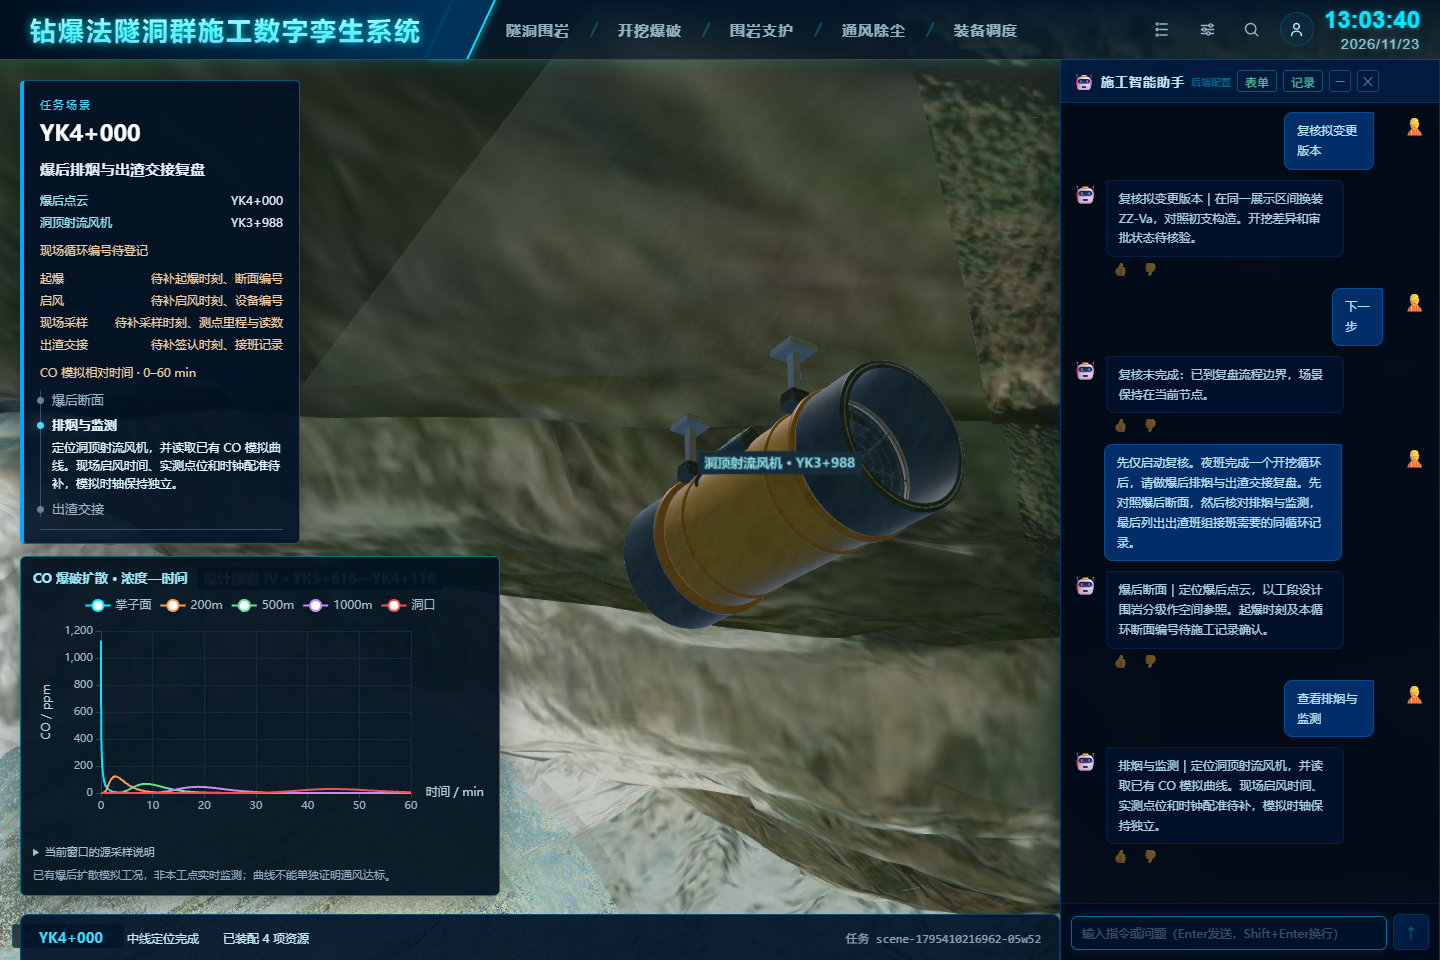 钻爆法隧洞群施工数字孪生系统
隧洞围岩 / 开挖爆破 / 围岩支护 / 通风除尘 / 装备调度
13:03:40
2026/11/23
任务场景
YK4+000
爆后排烟与出渣交接复盘
爆后点云 YK4+000
洞顶射流风机 YK3+988
现场循环编号待登记
起爆 待补起爆时刻、断面编号
启风 待补启风时刻、设备编号
现场采样 待补采样时刻、测点里程与读数
出渣交接 待补签认时刻、接班记录
CO 模拟相对时间 · 0–60 min
爆后断面
排烟与监测
定位洞顶射流风机，并读取已有 CO 模拟曲
线。现场启风时间、实测点位和时钟配准待
补，模拟时轴保持独立。
出渣交接
洞顶射流风机 • YK3+988
CO 爆破扩散 • 浓度—时间
设计围岩 IV • YK3+616—YK4+116
掌子面 200m 500m 1000m 洞口
1,200
1,000
800
600
400
200
0
CO / ppm
0 10 20 30 40 50 60
时间 / min
当前窗口的源采样说明
已有爆后扩散模拟工况，非本工点实时监测；曲线不能单独证明通风达标。
YK4+000 中线定位完成 已装配 4 项资源
任务 scene-1795410216962-05w52
施工智能助手 后端配置 表单 记录
复核拟变更
版本
复核拟变更版本 | 在同一展示区间换装
ZZ-Va，对照初支构造。开挖差异和审
批状态待核验。
下一
步
复核未完成：已到复盘流程边界，场景
保持在当前节点。
先仅启动复核。夜班完成一个开挖循环
后，请做爆后排烟与出渣交接复盘。先
对照爆后断面，然后核对排烟与监测，
最后列出出渣班组接班需要的同循环记
录。
爆后断面 | 定位爆后点云，以工段设计
围岩分级作空间参照。起爆时刻及本循
环断面编号待施工记录确认。
查看排烟与
监测
排烟与监测 | 定位洞顶射流风机，并读
取已有 CO 模拟曲线。现场启风时间、
实测点位和时钟配准待补，模拟时轴保
持独立。
输入指令或问题（Enter发送，Shift+Enter换行）